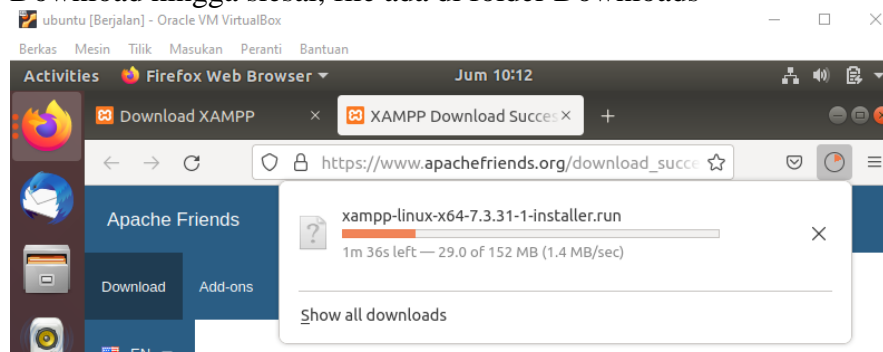 Download hingga slesai, file ada di folder Downloads
ubuntu [Berjalan] - Oracle VM VirtualBox
Berkas Mesin Tilik Masukan Peranti Bantuan
Activities Firefox Web Browser Jum 10:12
Download XAMPP × XAMPP Download Succes × +
https://www.apachefriends.org/download_succe
Apache Friends
xampp-linux-x64-7.3.31-1-installer.run
1m 36s left — 29.0 of 152 MB (1.4 MB/sec)
Download Add-ons
Show all downloads
EN